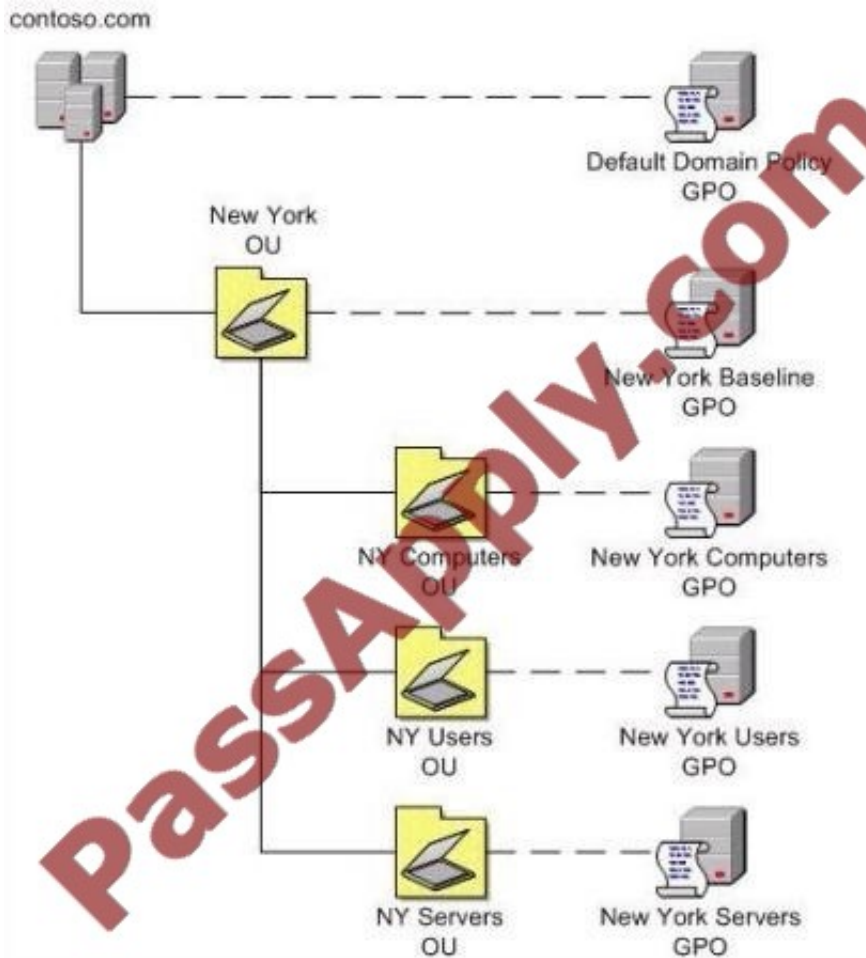 contoso.com
Default Domain Policy
GPO
New York
OU
New York Baseline
GPO
NY Computers
OU
New York Computers
GPO
NY Users
OU
New York Users
GPO
NY Servers
OU
New York Servers
GPO
PassApply.com